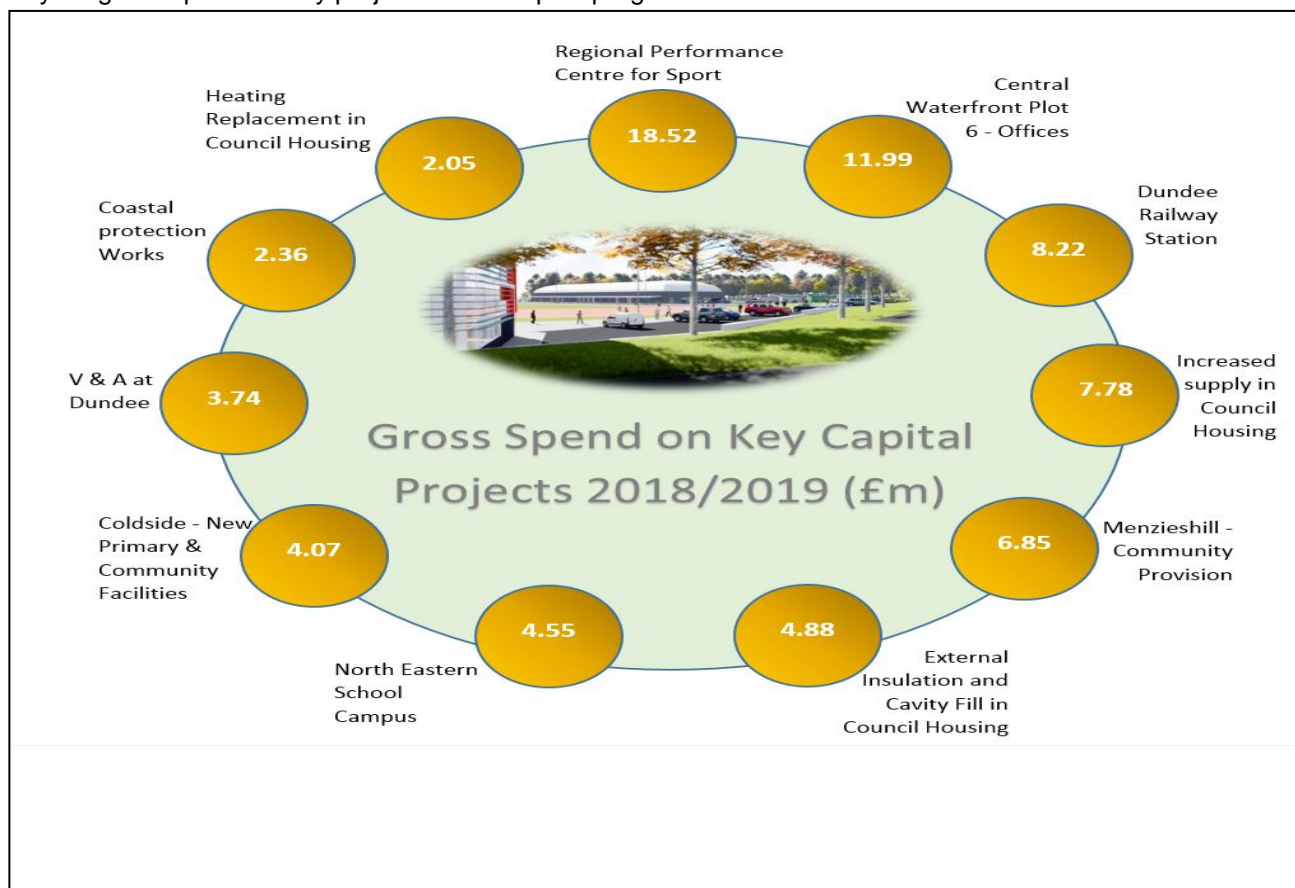 Regional Performance
Centre for Sport
18.52
Central
Waterfront Plot
6 - Offices
11.99
Dundee
Railway
Station
8.22
Increased
supply in
Council
Housing
7.78
Menzieshill -
Community
Provision
6.85
External
Insulation and
Cavity Fill in
Council Housing
4.88
North Eastern
School
Campus
4.55
Coldside - New
Primary &
Community
Facilities
4.07
V & A at
Dundee
3.74
Coastal
protection
Works
2.36
Heating
Replacement in
Council Housing
2.05
Gross Spend on Key Capital
Projects 2018/2019 (£m)